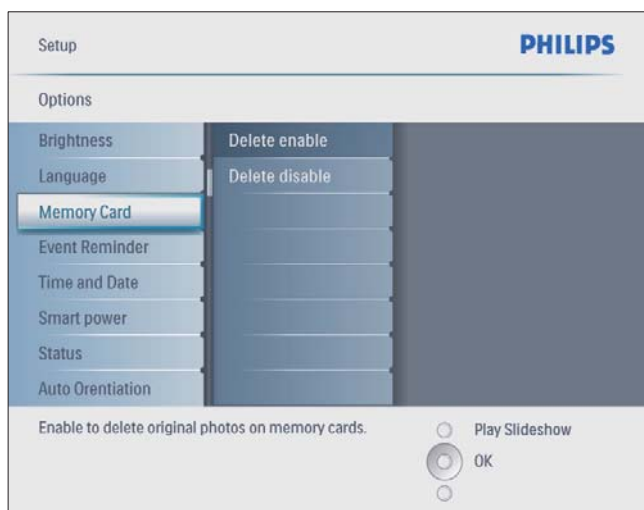 Setup
PHILIPS
Options
Brightness
Delete enable
Language
Delete disable
Memory Card
Event Reminder
Time and Date
Smart power
Status
Auto Orentiation
Enable to delete original photos on memory cards.
Play Slideshow
OK